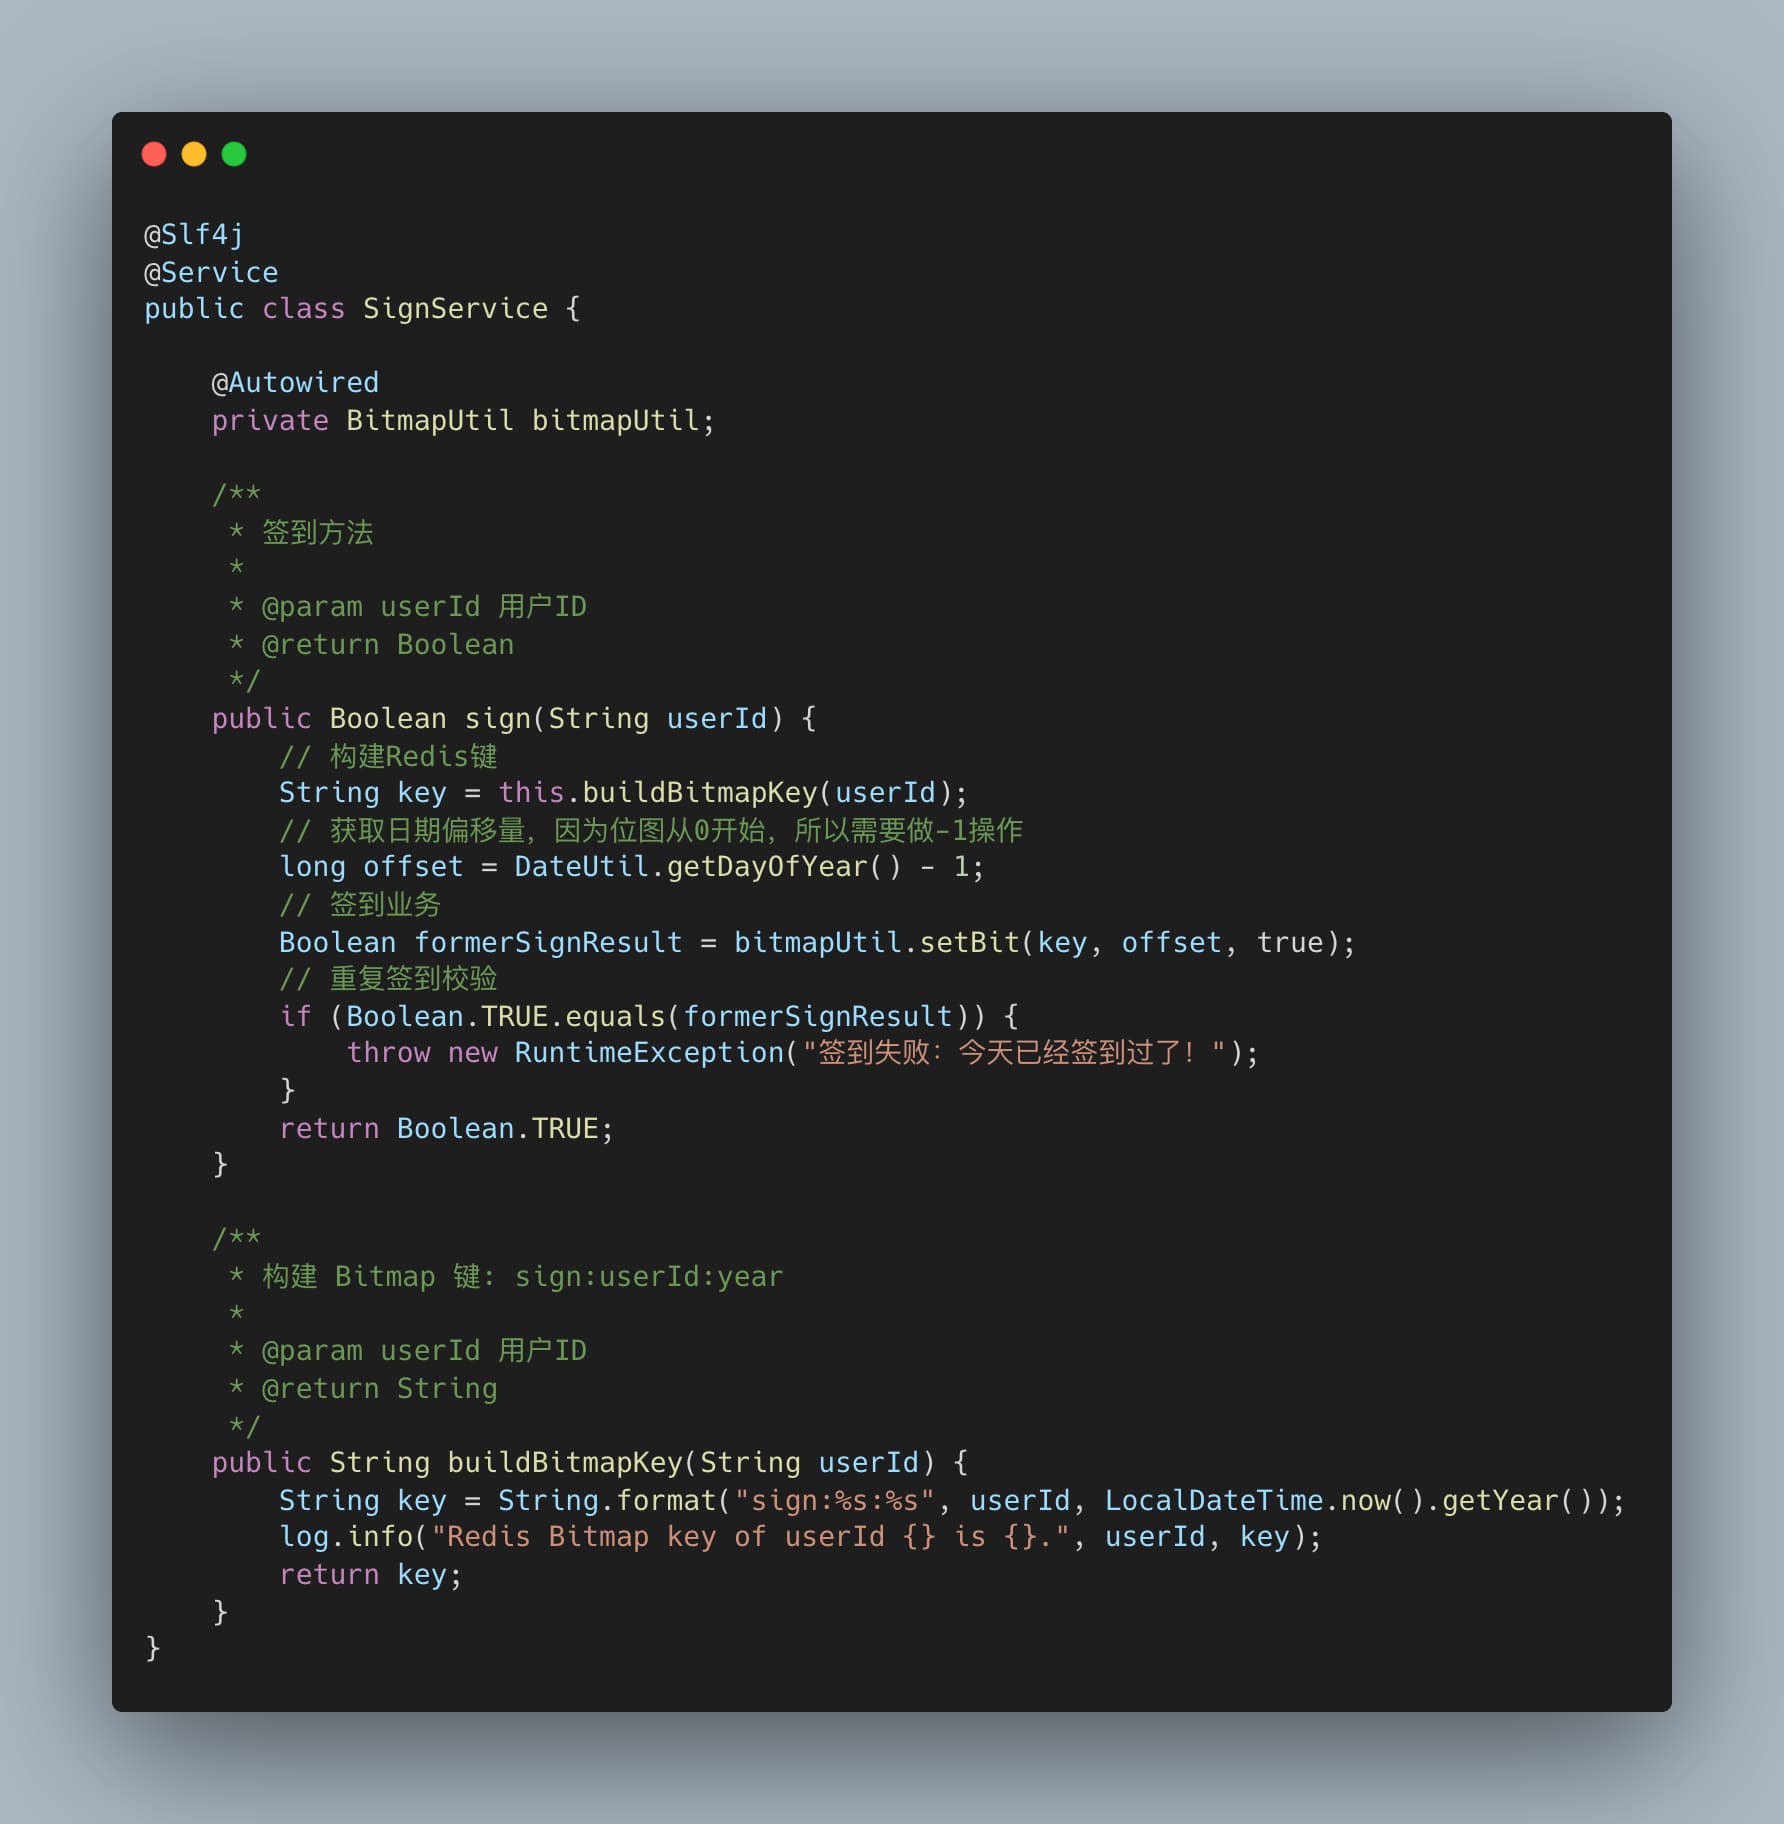 @Slf4j
@Service
public class SignService {
    @Autowired
    private BitmapUtil bitmapUtil;
    /**
     * 签到方法
     *
     * @param userId 用户ID
     * @return Boolean
     */
    public Boolean sign(String userId) {
        // 构建Redis键
        String key = this.buildBitmapKey(userId);
        // 获取日期偏移量，因为位图从0开始，所以需要做-1操作
        long offset = DateUtil.getDayOfYear() - 1;
        // 签到业务
        Boolean formerSignResult = bitmapUtil.setBit(key, offset, true);
        // 重复签到校验
        if (Boolean.TRUE.equals(formerSignResult)) {
            throw new RuntimeException("签到失败：今天已经签到过了！");
        }
        return Boolean.TRUE;
    }
    /**
     * 构建 Bitmap 键: sign:userId:year
     *
     * @param userId 用户ID
     * @return String
     */
    public String buildBitmapKey(String userId) {
        String key = String.format("sign:%s:%s", userId, LocalDateTime.now().getYear());
        log.info("Redis Bitmap key of userId {} is {}.", userId, key);
        return key;
    }
}